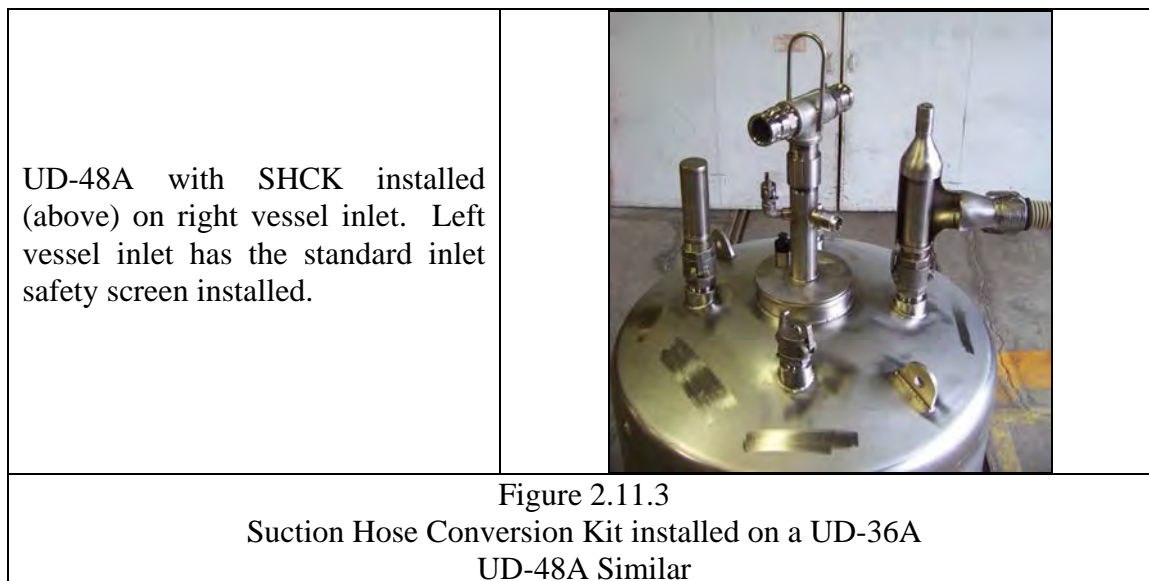 UD-48A with SHCK installed
(above) on right vessel inlet. Left
vessel inlet has the standard inlet
safety screen installed.
Figure 2.11.3
Suction Hose Conversion Kit installed on a UD-36A
UD-48A Similar